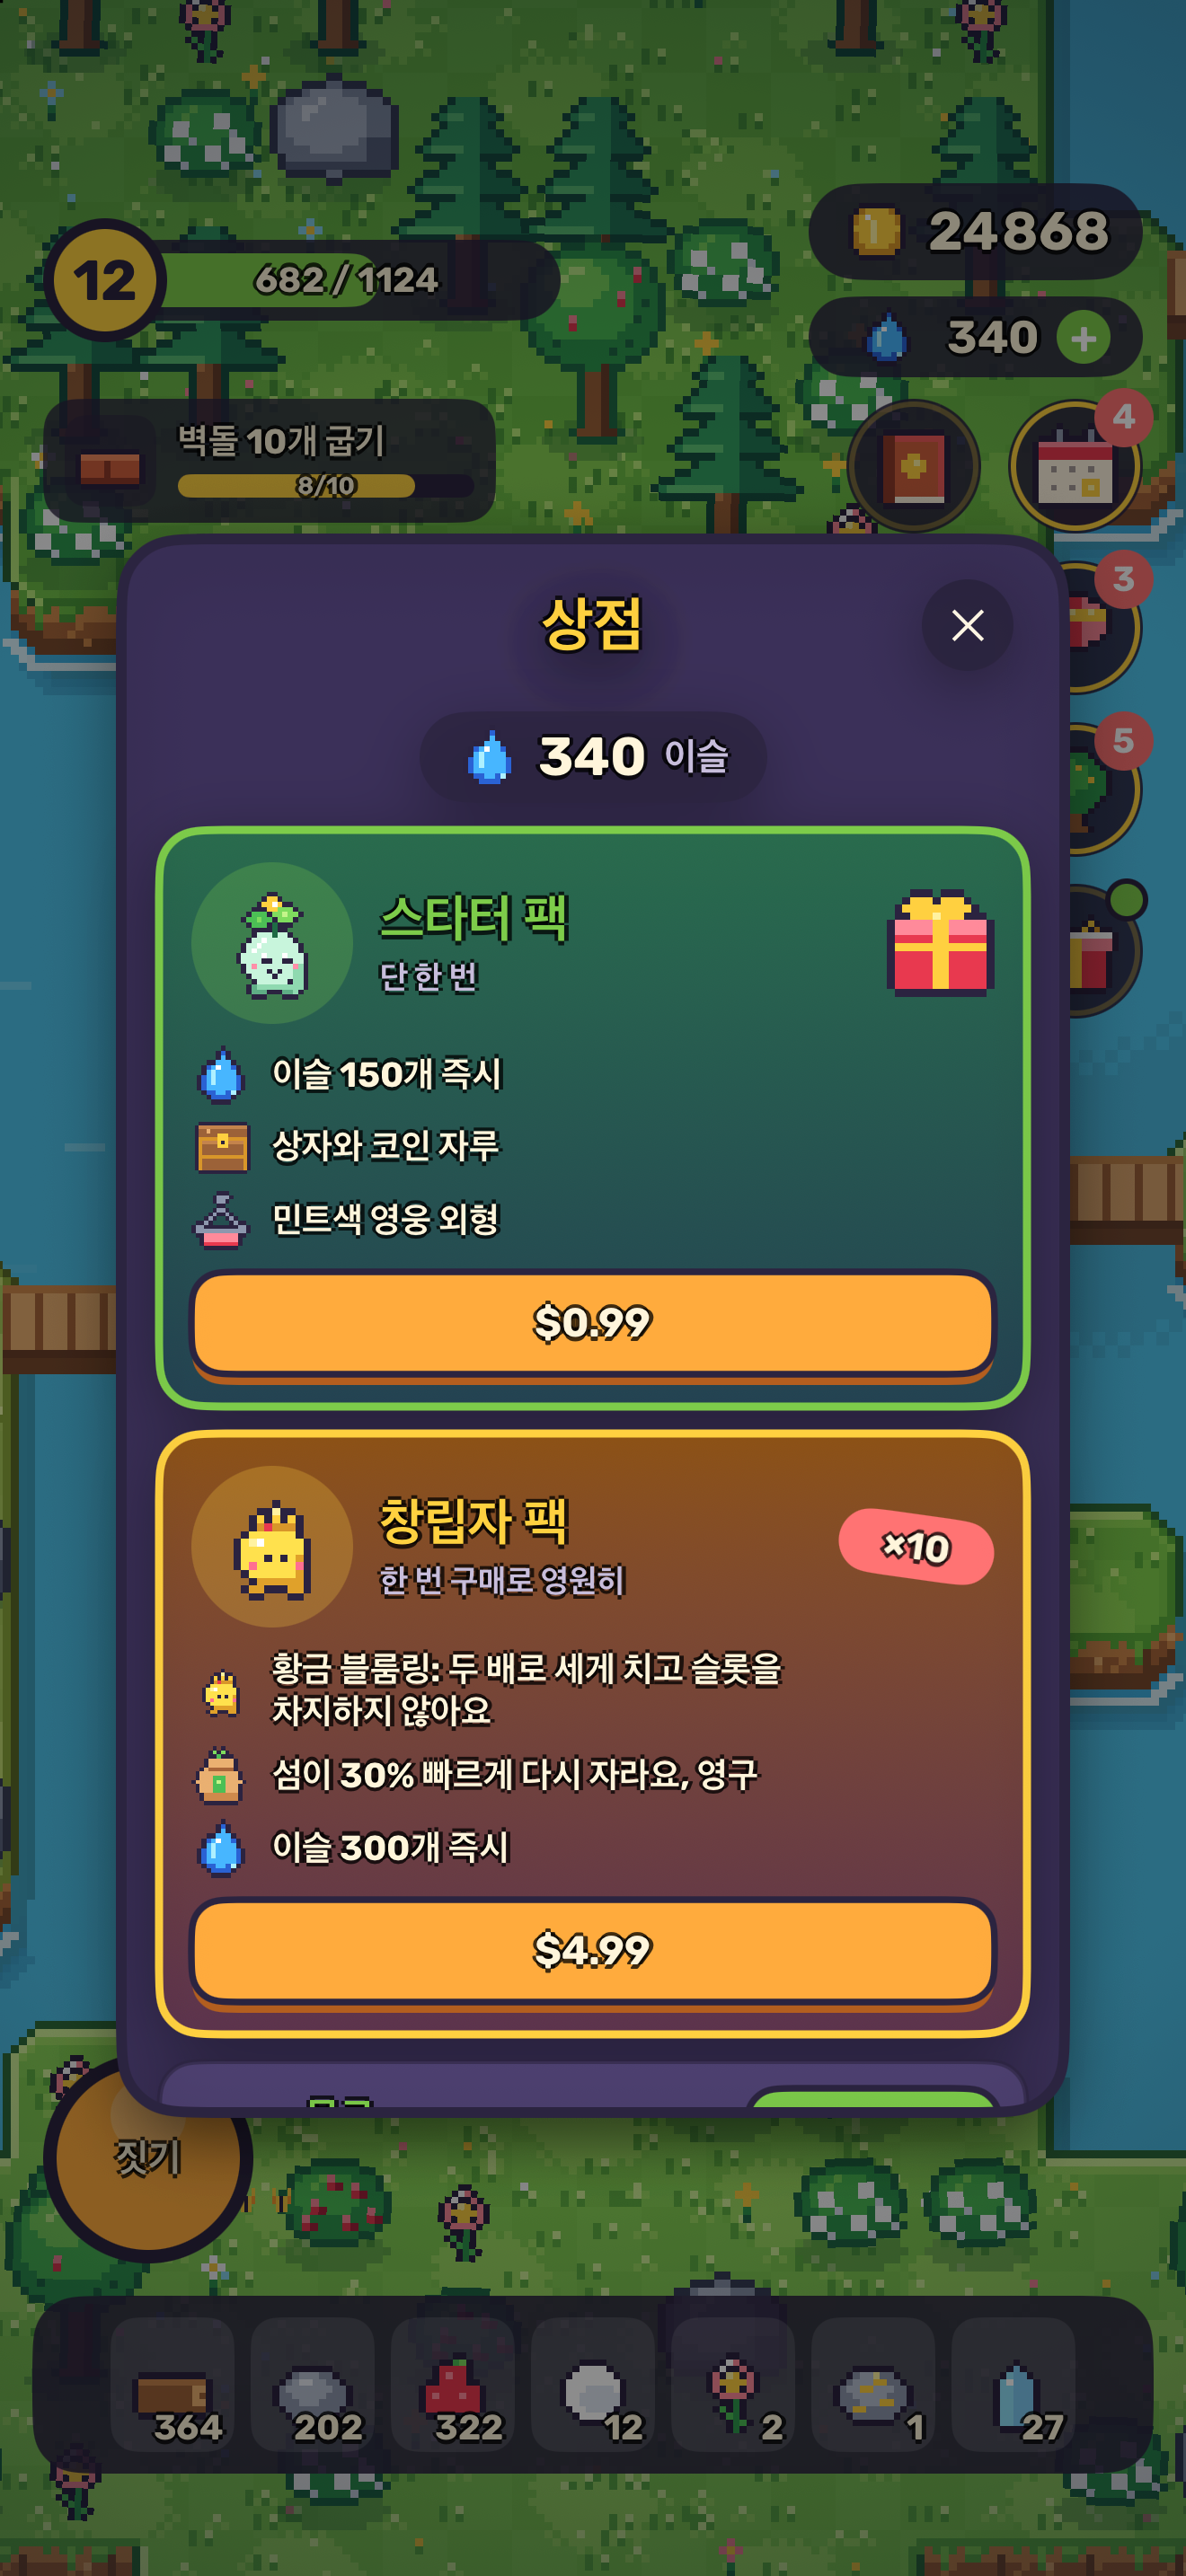 24868
12
682 / 1124
340
벽돌 10개 굽기
8/10
4
3
5
상점
340 이슬
스타터 팩
단 한 번
이슬 150개 즉시
상자와 코인 자루
민트색 영웅 외형
$0.99
창립자 팩
한 번 구매로 영원히
×10
황금 블룸링: 두 배로 세게 치고 슬롯을
차지하지 않아요
섬이 30% 빠르게 다시 자라요, 영구
이슬 300개 즉시
$4.99
짓기
364
202
322
12
2
1
27